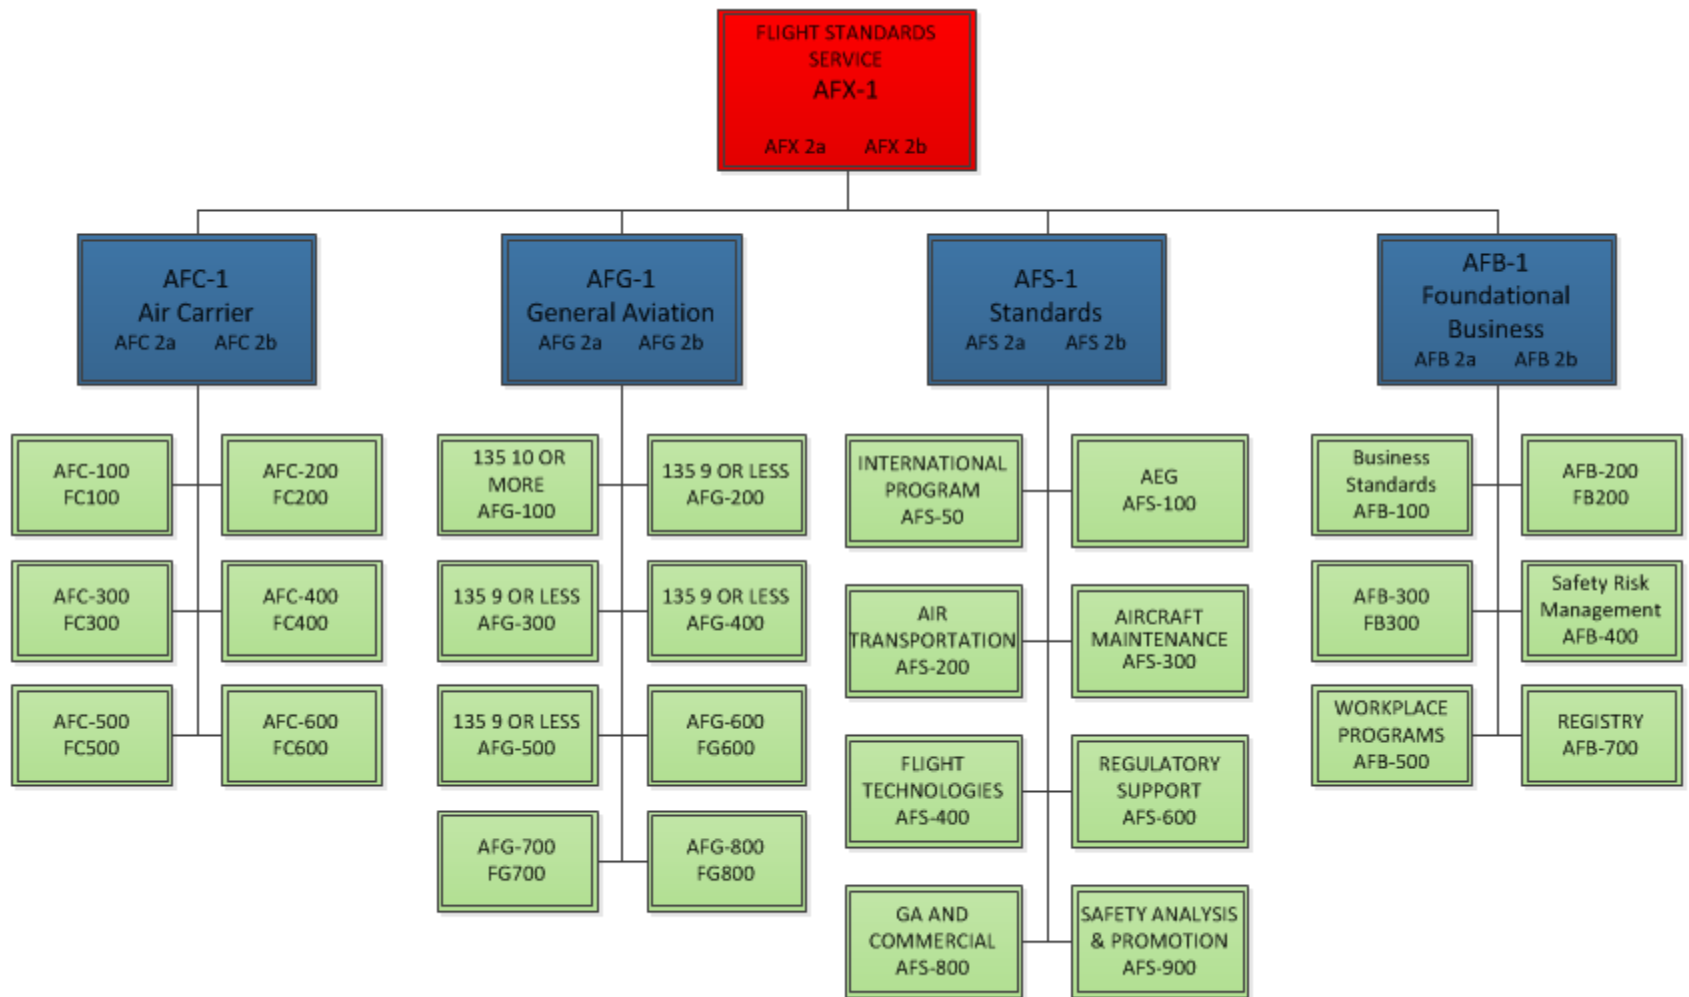 FLIGHT STANDARDS
SERVICE
AFX-1
AFX 2a AFX 2b
AFC-1
Air Carrier
AFC 2a AFC 2b
AFG-1
General Aviation
AFG 2a AFG 2b
AFS-1
Standards
AFS 2a AFS 2b
AFB-1
Foundational
Business
AFB 2a AFB 2b
AFC-100
FC100
AFC-200
FC200
AFC-300
FC300
AFC-400
FC400
AFC-500
FC500
AFC-600
FC600
135 10 OR
MORE
AFG-100
135 9 OR LESS
AFG-200
135 9 OR LESS
AFG-300
135 9 OR LESS
AFG-400
135 9 OR LESS
AFG-500
AFG-600
FG600
AFG-700
FG700
AFG-800
FG800
INTERNATIONAL
PROGRAM
AFS-50
AEG
AFS-100
AIR
TRANSPORTATION
AFS-200
AIRCRAFT
MAINTENANCE
AFS-300
FLIGHT
TECHNOLOGIES
AFS-400
REGULATORY
SUPPORT
AFS-600
GA AND
COMMERCIAL
AFS-800
SAFETY ANALYSIS
& PROMOTION
AFS-900
Business
Standards
AFB-100
AFB-200
FB200
AFB-300
FB300
Safety Risk
Management
AFB-400
WORKPLACE
PROGRAMS
AFB-500
REGISTRY
AFB-700